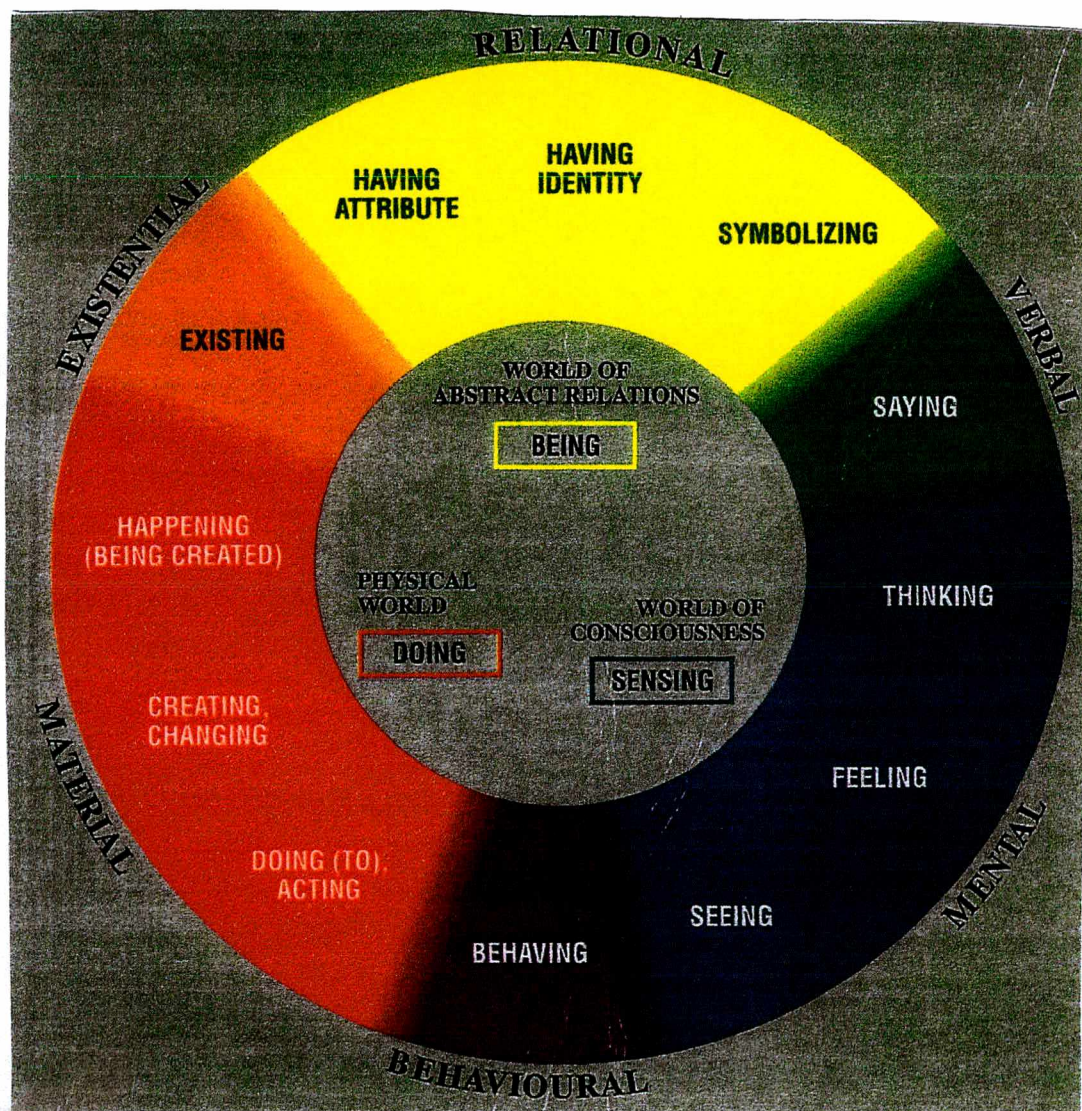 RELATIONAL
HAVING
ATTRIBUTE
HAVING
IDENTITY
SYMBOLIZING
EXISTENTIAL
EXISTING
VERBAL
SAYING
WORLD OF
ABSTRACT RELATIONS
BEING
HAPPENING
(BEING CREATED)
PHYSICAL
WORLD
DOING
WORLD OF
CONSCIOUSNESS
SENSING
THINKING
MATERIAL
CREATING,
CHANGING
FEELING
MENTAL
DOING (TO),
ACTING
SEEING
BEHAVING
BEHAVIOURAL